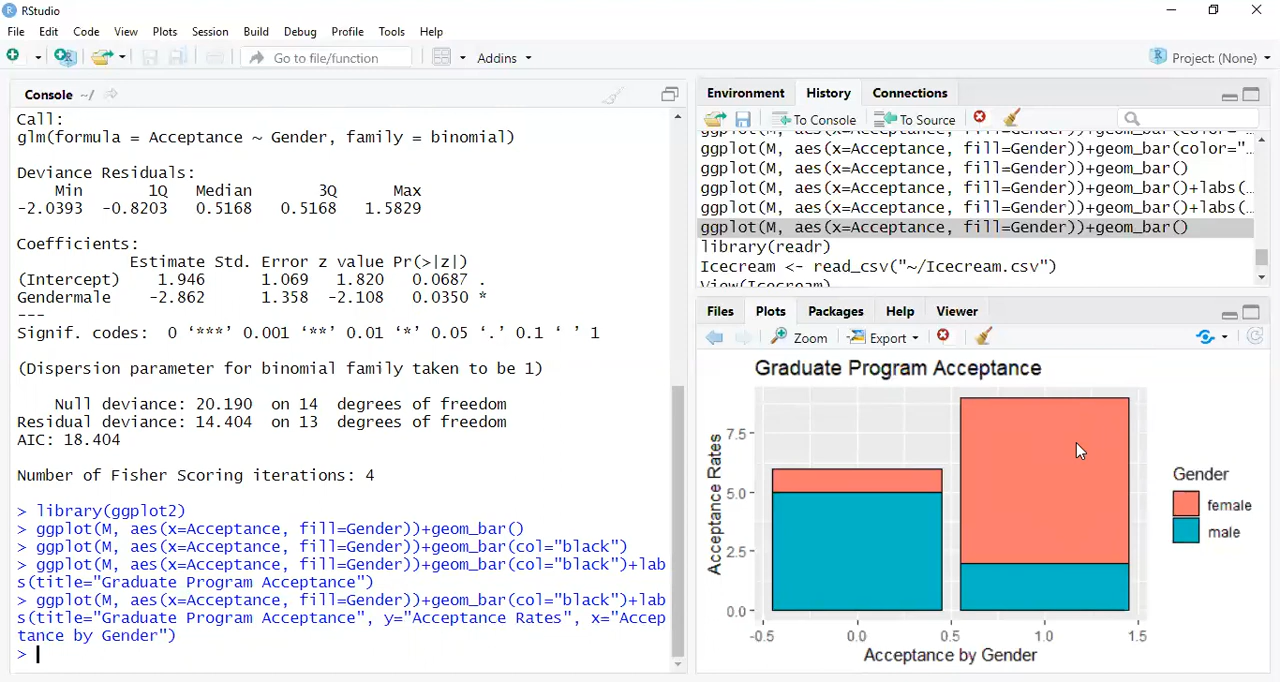 RStudio
File Edit Code View Plots Session Build Debug Profile Tools Help
Go to file/function Addins Project: (None)
Console ~/
Call:
glm(formula = Acceptance ~ Gender, family = binomial)
Deviance Residuals:
Min 1Q Median 3Q Max
-2.0393 -0.8203 0.5168 0.5168 1.5829
Coefficients:
Estimate Std. Error z value Pr(>|z|)
(Intercept) 1.946 1.069 1.820 0.0687 .
Gendermale -2.862 1.358 -2.108 0.0350 *
---
Signif. codes: 0 ‘***’ 0.001 ‘**’ 0.01 ‘*’ 0.05 ‘.’ 0.1 ‘ ’ 1
(Dispersion parameter for binomial family taken to be 1)
Null deviance: 20.190 on 14 degrees of freedom
Residual deviance: 14.404 on 13 degrees of freedom
AIC: 18.404
Number of Fisher Scoring iterations: 4
> library(ggplot2)
> ggplot(M, aes(x=Acceptance, fill=Gender))+geom_bar()
> ggplot(M, aes(x=Acceptance, fill=Gender))+geom_bar(col="black")
> ggplot(M, aes(x=Acceptance, fill=Gender))+geom_bar(col="black")+lab
s(title="Graduate Program Acceptance")
> ggplot(M, aes(x=Acceptance, fill=Gender))+geom_bar(col="black")+lab
s(title="Graduate Program Acceptance", y="Acceptance Rates", x="Accep
tance by Gender")
>
Environment History Connections
To Console To Source
ggplot(M, aes(x=Acceptance, fill=Gender))+geom_bar(color="...
ggplot(M, aes(x=Acceptance, fill=Gender))+geom_bar(color="...
ggplot(M, aes(x=Acceptance, fill=Gender))+geom_bar()
ggplot(M, aes(x=Acceptance, fill=Gender))+geom_bar()+labs(...
ggplot(M, aes(x=Acceptance, fill=Gender))+geom_bar()+labs(...
ggplot(M, aes(x=Acceptance, fill=Gender))+geom_bar()
library(readr)
Icecream <- read_csv("~/Icecream.csv")
View(Icecream)
Files Plots Packages Help Viewer
Zoom Export
Graduate Program Acceptance
Acceptance Rates
7.5
5.0
2.5
0.0
-0.5 0.0 0.5 1.0 1.5
Acceptance by Gender
Gender
female
male